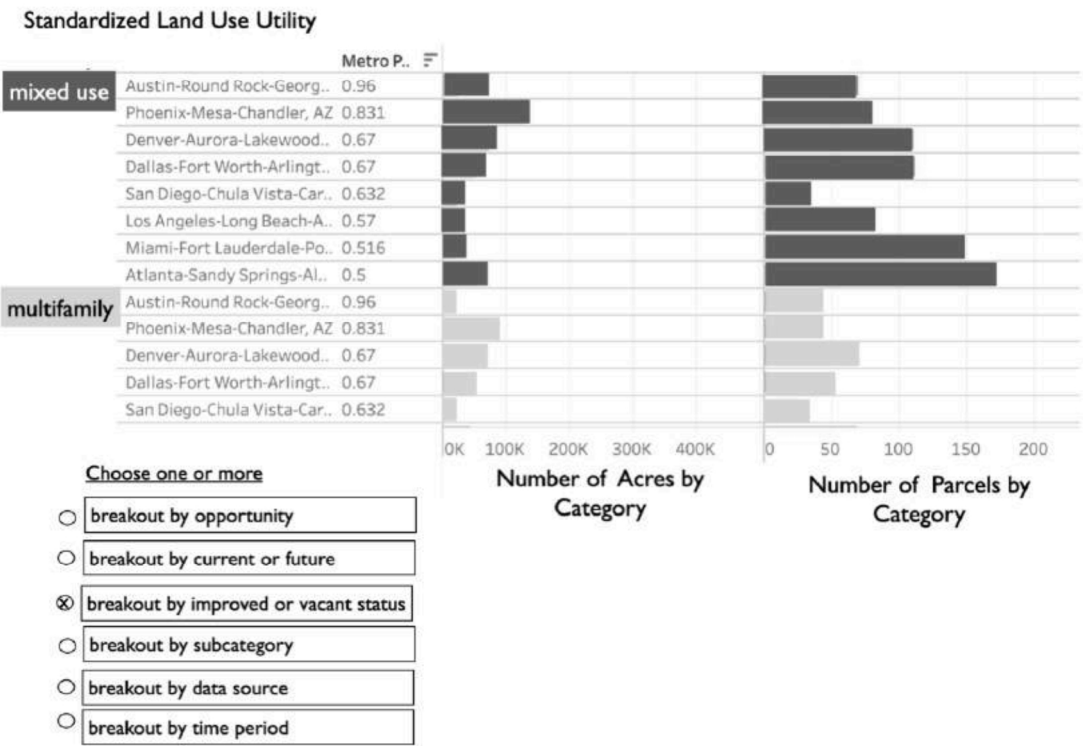 Standardized Land Use Utility
Metro P..
mixed use
Austin-Round Rock-Georg.. 0.96
Phoenix-Mesa-Chandler, AZ 0.831
Denver-Aurora-Lakewood.. 0.67
Dallas-Fort Worth-Arlingt.. 0.67
San Diego-Chula Vista-Car.. 0.632
Los Angeles-Long Beach-A.. 0.57
Miami-Fort Lauderdale-Po.. 0.516
Atlanta-Sandy Springs-Al.. 0.5
multifamily
Austin-Round Rock-Georg.. 0.96
Phoenix-Mesa-Chandler, AZ 0.831
Denver-Aurora-Lakewood.. 0.67
Dallas-Fort Worth-Arlingt.. 0.67
San Diego-Chula Vista-Car.. 0.632
0K 100K 200K 300K 400K
0 50 100 150 200
Number of Acres by
Category
Number of Parcels by
Category
Choose one or more
breakout by opportunity
breakout by current or future
breakout by improved or vacant status
breakout by subcategory
breakout by data source
breakout by time period